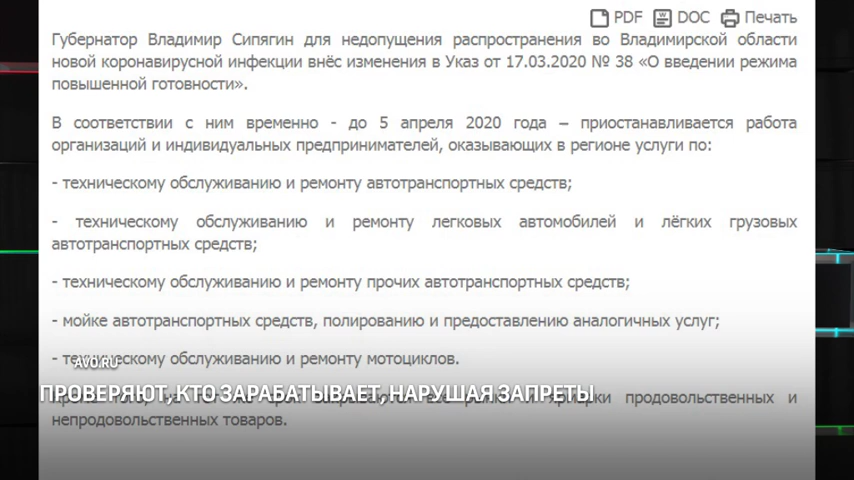 PDF DOC Печать
Губернатор Владимир Сипягин для недопущения распространения во Владимирской области
новой коронавирусной инфекции внёс изменения в Указ от 17.03.2020 № 38 «О введении режима
повышенной готовности».
В соответствии с ним временно - до 5 апреля 2020 года – приостанавливается работа
организаций и индивидуальных предпринимателей, оказывающих в регионе услуги по:
- техническому обслуживанию и ремонту автотранспортных средств;
- техническому обслуживанию и ремонту легковых автомобилей и лёгких грузовых
автотранспортных средств;
- техническому обслуживанию и ремонту прочих автотранспортных средств;
- мойке автотранспортных средств, полированию и предоставлению аналогичных услуг;
- техническому обслуживанию и ремонту мотоциклов.
AVO.RU
ПРОВЕРЯЮТ, КТО ЗАРАБАТЫВАЕТ, НАРУШАЯ ЗАПРЕТЫ
продовольственных и
непродовольственных товаров.